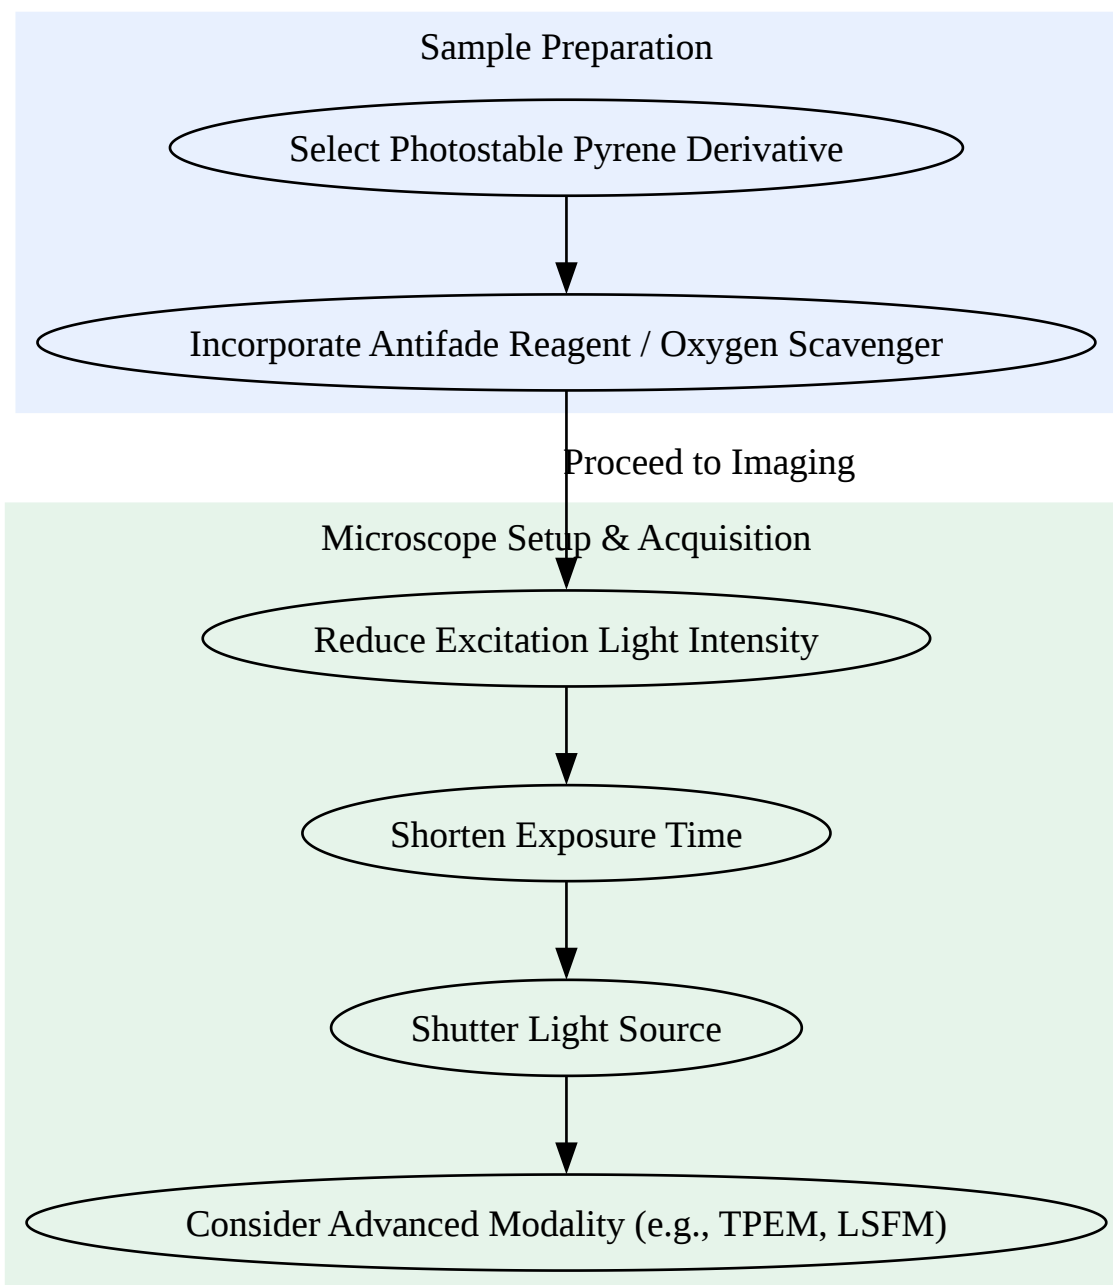 Sample Preparation
Select Photostable Pyrene Derivative
Incorporate Antifade Reagent / Oxygen Scavenger
Proceed to Imaging
Microscope Setup & Acquisition
Reduce Excitation Light Intensity
Shorten Exposure Time
Shutter Light Source
Consider Advanced Modality (e.g., TPEM, LSFM)